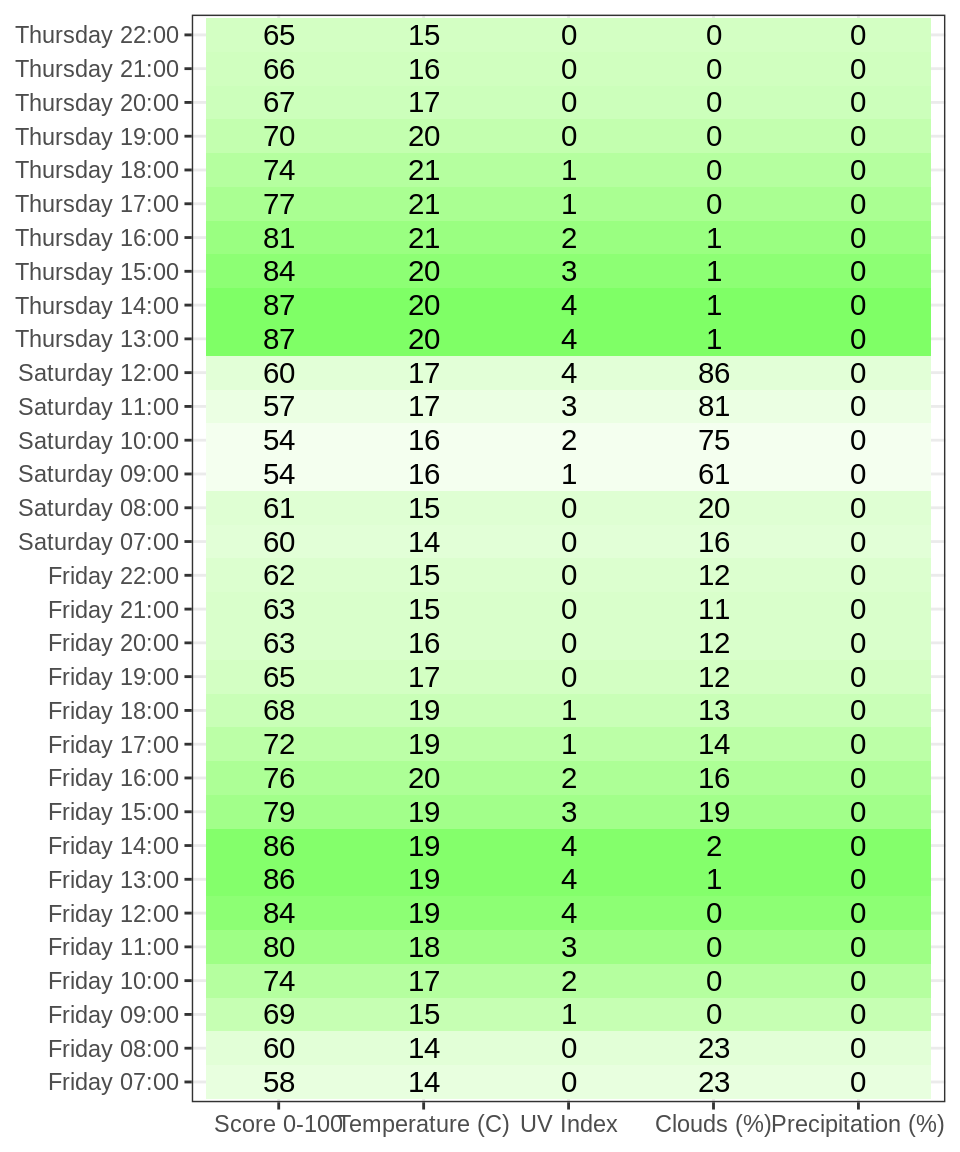 Thursday 22:00 65 15 0 0 0
Thursday 21:00 66 16 0 0 0
Thursday 20:00 67 17 0 0 0
Thursday 19:00 70 20 0 0 0
Thursday 18:00 74 21 1 0 0
Thursday 17:00 77 21 1 0 0
Thursday 16:00 81 21 2 1 0
Thursday 15:00 84 20 3 1 0
Thursday 14:00 87 20 4 1 0
Thursday 13:00 87 20 4 1 0
Saturday 12:00 60 17 4 86 0
Saturday 11:00 57 17 3 81 0
Saturday 10:00 54 16 2 75 0
Saturday 09:00 54 16 1 61 0
Saturday 08:00 61 15 0 20 0
Saturday 07:00 60 14 0 16 0
Friday 22:00 62 15 0 12 0
Friday 21:00 63 15 0 11 0
Friday 20:00 63 16 0 12 0
Friday 19:00 65 17 0 12 0
Friday 18:00 68 19 1 13 0
Friday 17:00 72 19 1 14 0
Friday 16:00 76 20 2 16 0
Friday 15:00 79 19 3 19 0
Friday 14:00 86 19 4 2 0
Friday 13:00 86 19 4 1 0
Friday 12:00 84 19 4 0 0
Friday 11:00 80 18 3 0 0
Friday 10:00 74 17 2 0 0
Friday 09:00 69 15 1 0 0
Friday 08:00 60 14 0 23 0
Friday 07:00 58 14 0 23 0
Score 0-100 Temperature (C) UV Index Clouds (%) Precipitation (%)